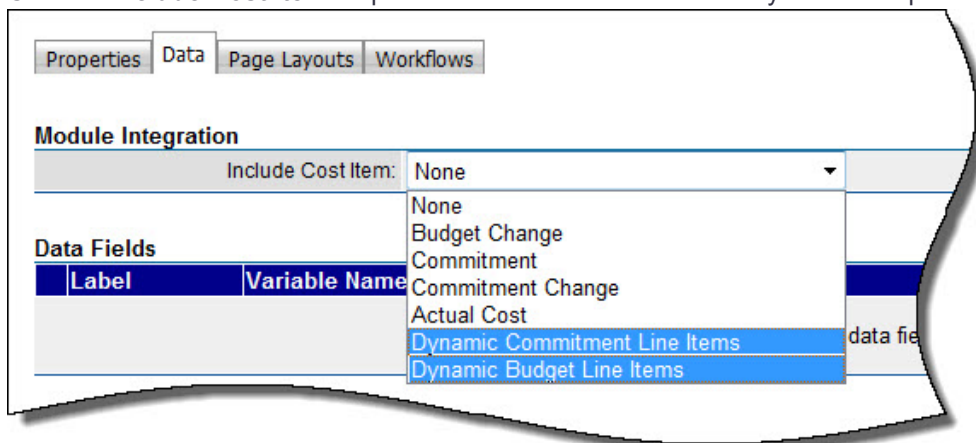 Properties Data Page Layouts Workflows
Module Integration
Include Cost Item: None
None
Budget Change
Data Fields
Commitment
Label Variable Name Commitment Change
Actual Cost
Dynamic Commitment Line Items data fie
Dynamic Budget Line Items